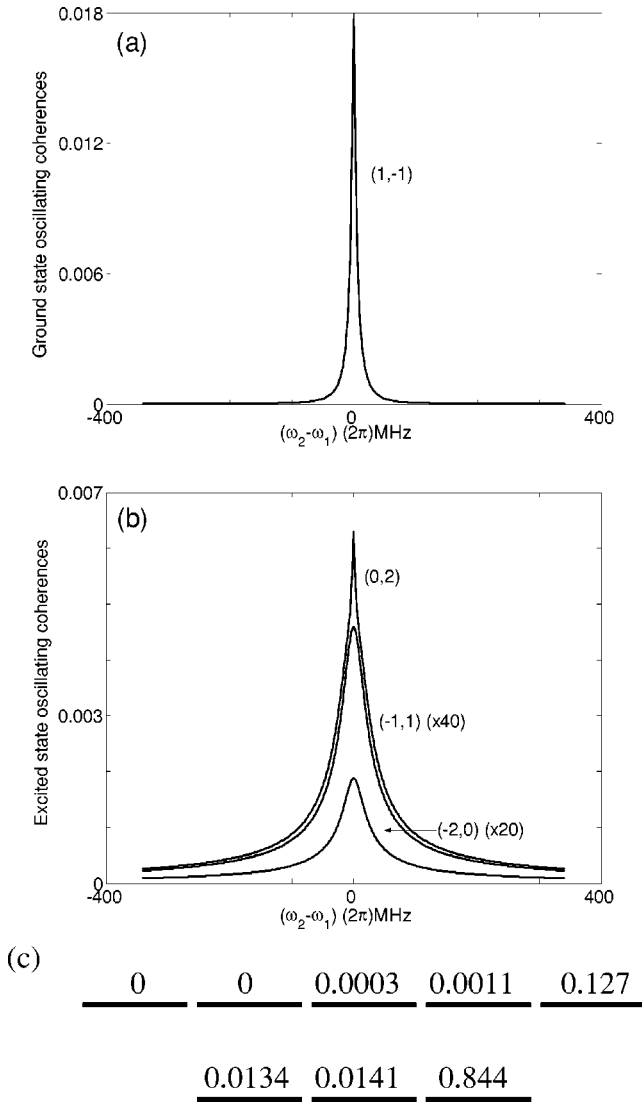 (a)
Ground state oscillating coherences
0.018
0.012
0.006
0
(1,-1)
-400
0
400
(ω₂-ω₁) (2π)MHz
(b)
Excited state oscillating coherences
0.007
0.003
0
(0,2)
(-1,1) (x40)
(-2,0) (x20)
-400
0
400
(ω₂-ω₁) (2π)MHz
(c)
0 0 0.0003 0.0011 0.127
0.0134 0.0141 0.844